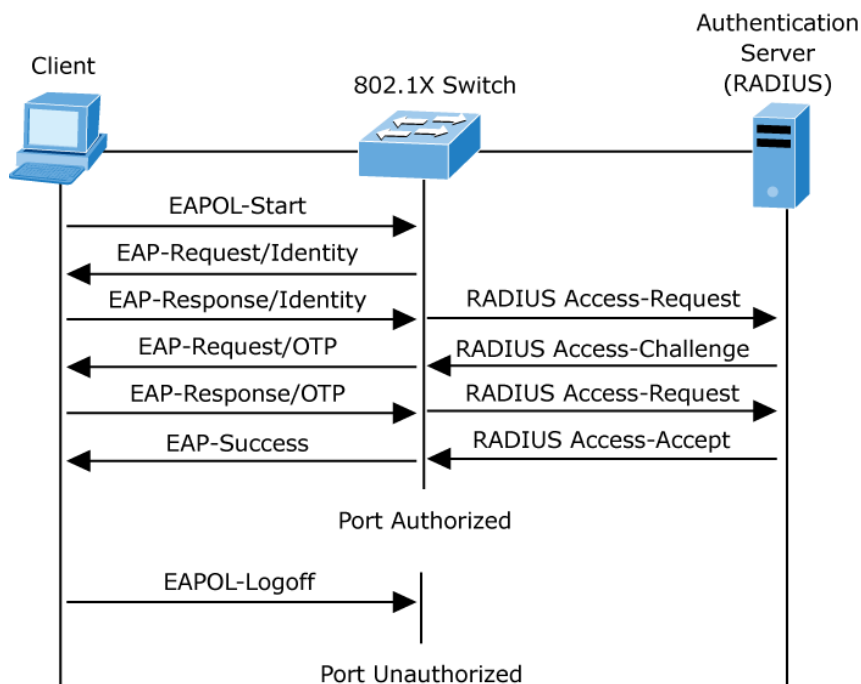 Authentication
Server
(RADIUS)
Client
802.1X Switch
EAPOL-Start
EAP-Request/Identity
EAP-Response/Identity
RADIUS Access-Request
EAP-Request/OTP
RADIUS Access-Challenge
EAP-Response/OTP
RADIUS Access-Request
EAP-Success
RADIUS Access-Accept
Port Authorized
EAPOL-Logoff
Port Unauthorized